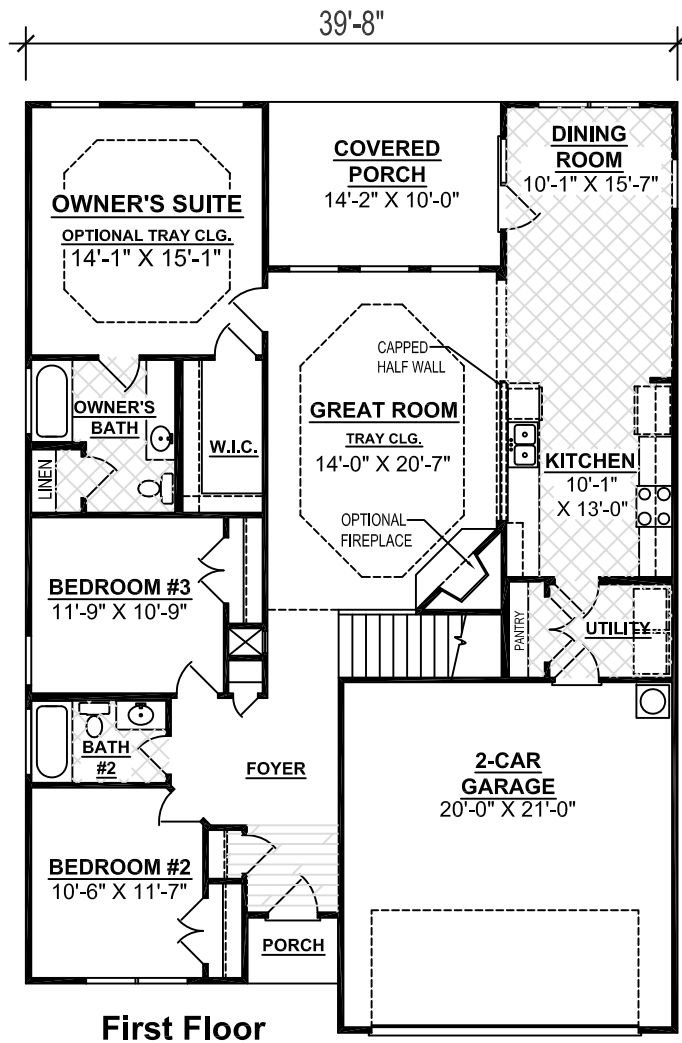 39'-8"
OWNER'S SUITE
OPTIONAL TRAY CLG.
14'-1" X 15'-1"
COVERED
PORCH
14'-2" X 10'-0"
DINING
ROOM
10'-1" X 15'-7"
CAPPED
HALF WALL
GREAT ROOM
TRAY CLG.
14'-0" X 20'-7"
OPTIONAL
FIREPLACE
OWNER'S
BATH
W.I.C.
LINEN
KITCHEN
10'-1"
X 13'-0"
BEDROOM #3
11'-9" X 10'-9"
PANTRY
UTILITY
BATH
#2
FOYER
2-CAR
GARAGE
20'-0" X 21'-0"
BEDROOM #2
10'-6" X 11'-7"
PORCH
First Floor